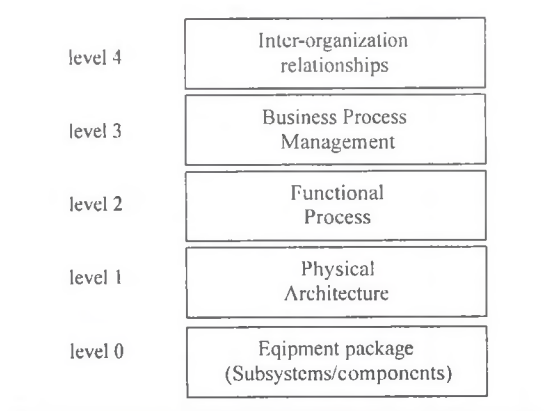 level 4
Inter-organization
relationships
level 3
Business Process
Management
level 2
Functional
Process
level 1
Physical
Architecture
level 0
Eqipment package
(Subsystems/components)